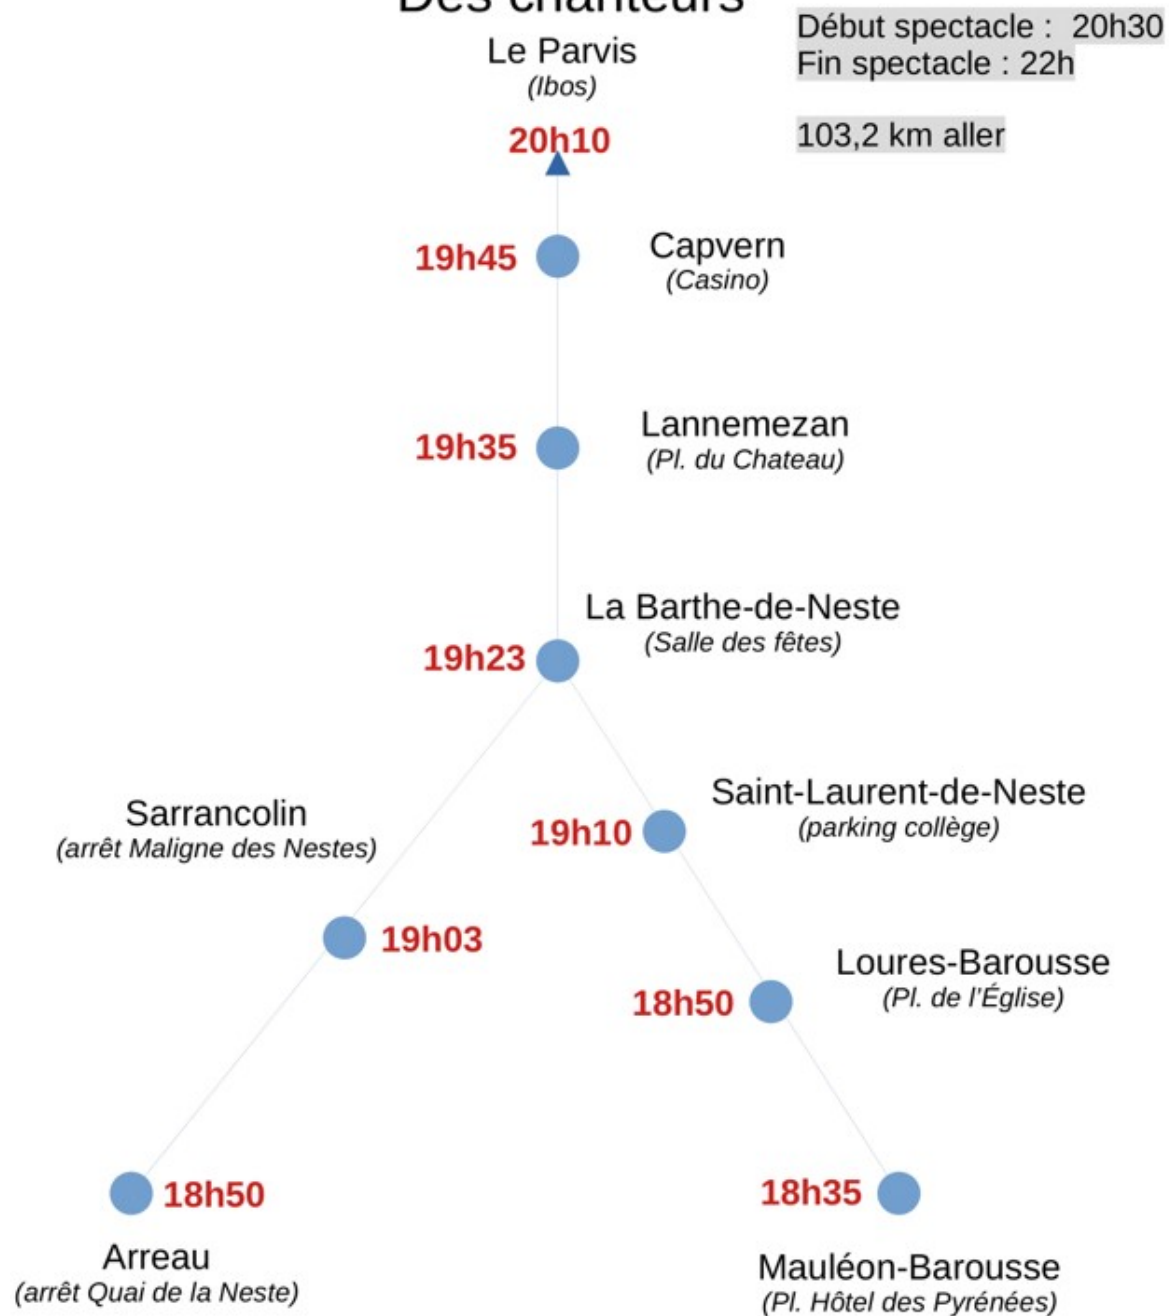 Des chanteurs
Début spectacle : 20h30
Fin spectacle : 22h
Le Parvis
(Ibos)
20h10
103,2 km aller
19h45
Capvern
(Casino)
19h35
Lannemezan
(Pl. du Chateau)
La Barthe-de-Neste
(Salle des fêtes)
19h23
Sarrancolin
(arrêt Maligne des Nestes)
Saint-Laurent-de-Neste
(parking collège)
19h10
19h03
Loures-Barousse
(Pl. de l'Église)
18h50
18h50
18h35
Arreau
(arrêt Quai de la Neste)
Mauléon-Barousse
(Pl. Hôtel des Pyrénées)